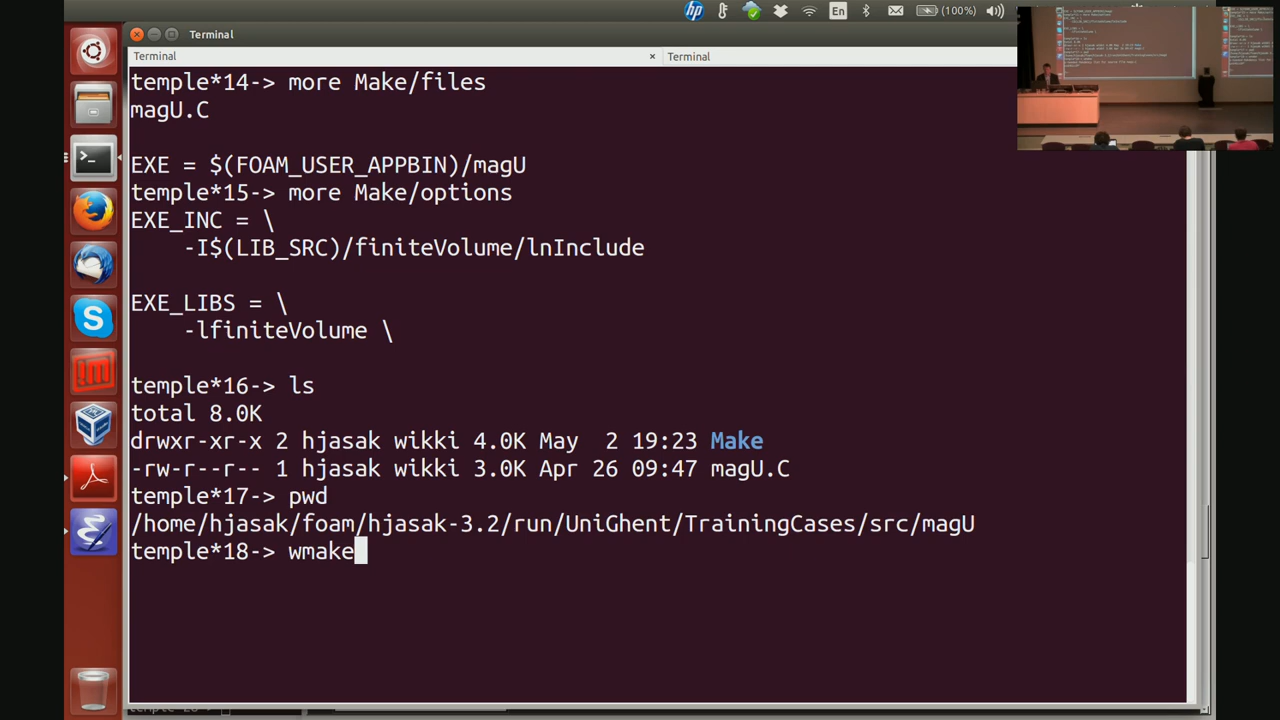 hp
En
(100%)
Terminal
Terminal
Terminal
temple*14-> more Make/files
magU.C
EXE = $(FOAM_USER_APPBIN)/magU
temple*15-> more Make/options
EXE_INC = \
-I$(LIB_SRC)/finiteVolume/lnInclude
EXE_LIBS = \
-lfiniteVolume \
temple*16-> ls
total 8.0K
drwxr-xr-x 2 hjasak wikki 4.0K May  2 19:23 Make
-rw-r--r-- 1 hjasak wikki 3.0K Apr 26 09:47 magU.C
temple*17-> pwd
/home/hjasak/foam/hjasak-3.2/run/UniGhent/TrainingCases/src/magU
temple*18-> wmake